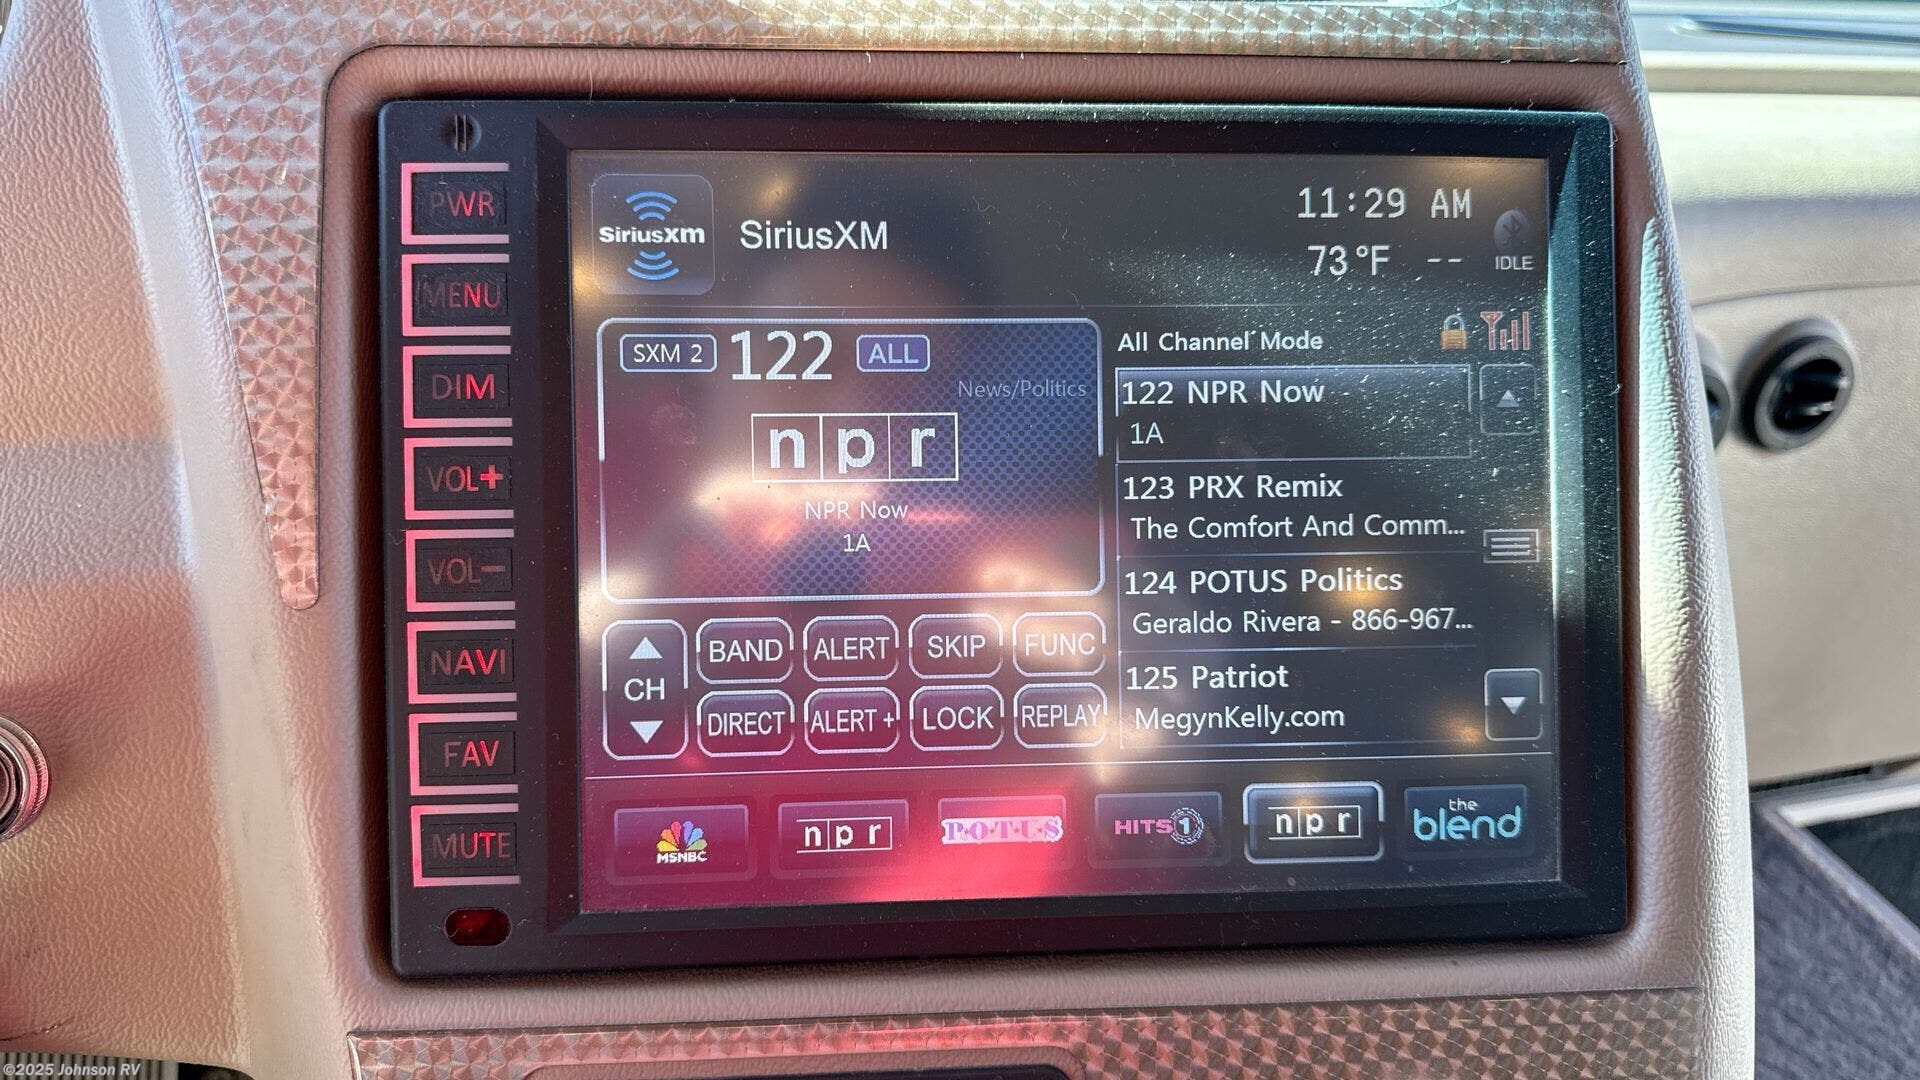 PWR
MENU
DIM
VOL+
VOL-
NAVI
FAV
MUTE
SiriusXM
SiriusXM
11:29 AM
73°F --
IDLE
SXM 2 122 ALL
News/Politics
npr
NPR Now
1A
CH
BAND ALERT SKIP FUNC
DIRECT ALERT + LOCK REPLAY
All Channel Mode
122 NPR Now
1A
123 PRX Remix
The Comfort And Comm...
124 POTUS Politics
Geraldo Rivera - 866-967...
125 Patriot
MegynKelly.com
MSNBC
npr
P·O·T·U·S
HITS 1
npr
the
blend
©2025 Johnson RV